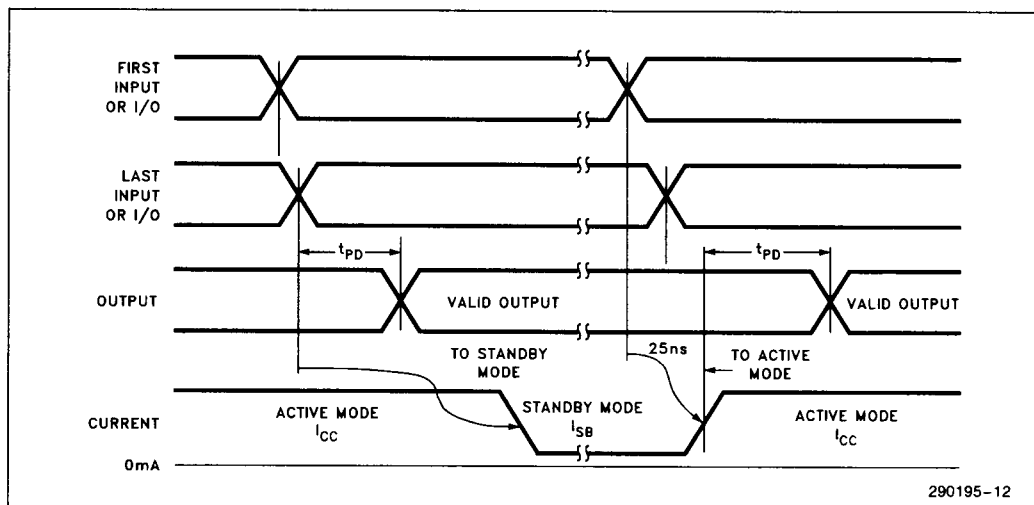 FIRST
INPUT
OR I/O
LAST
INPUT
OR I/O
tPD
tPD
OUTPUT
VALID OUTPUT
VALID OUTPUT
TO STANDBY
MODE
25ns
TO ACTIVE
MODE
CURRENT
ACTIVE MODE
ICC
STANDBY MODE
ISB
ACTIVE MODE
ICC
0mA
290195-12